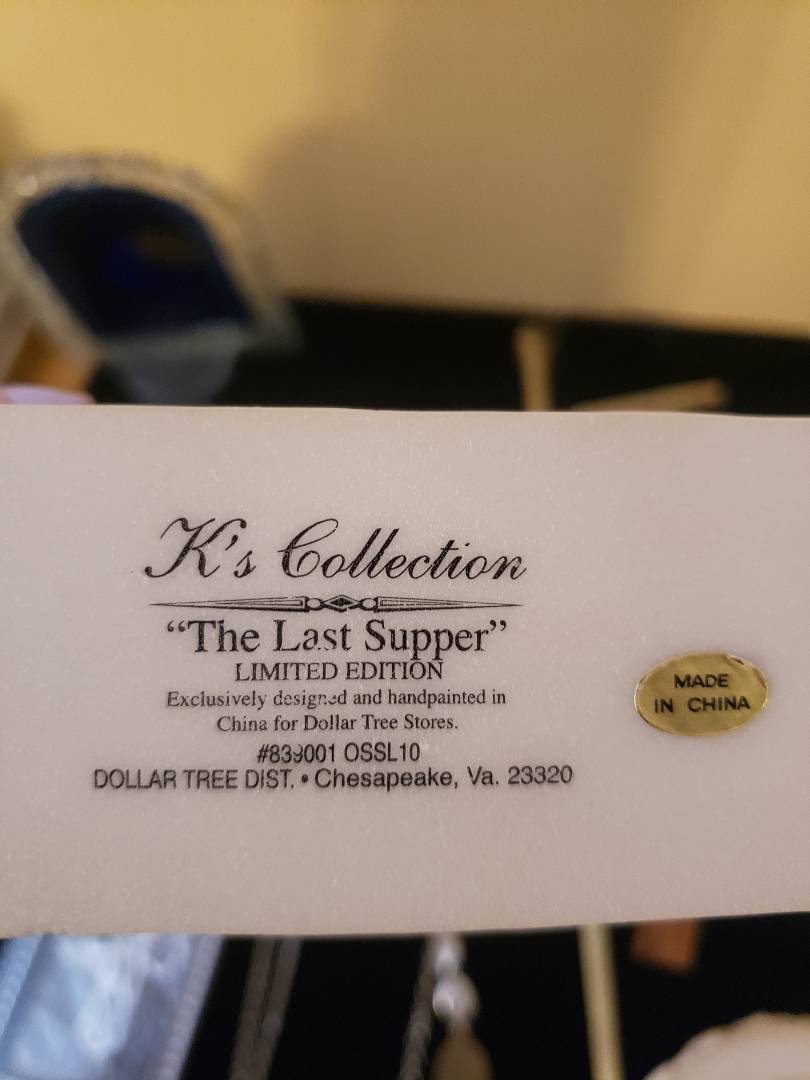 K's Collection
“The Last Supper”
LIMITED EDITION
Exclusively designed and handpainted in
China for Dollar Tree Stores.
#839001 OSSL10
DOLLAR TREE DIST. • Chesapeake, Va. 23320
MADE
IN CHINA